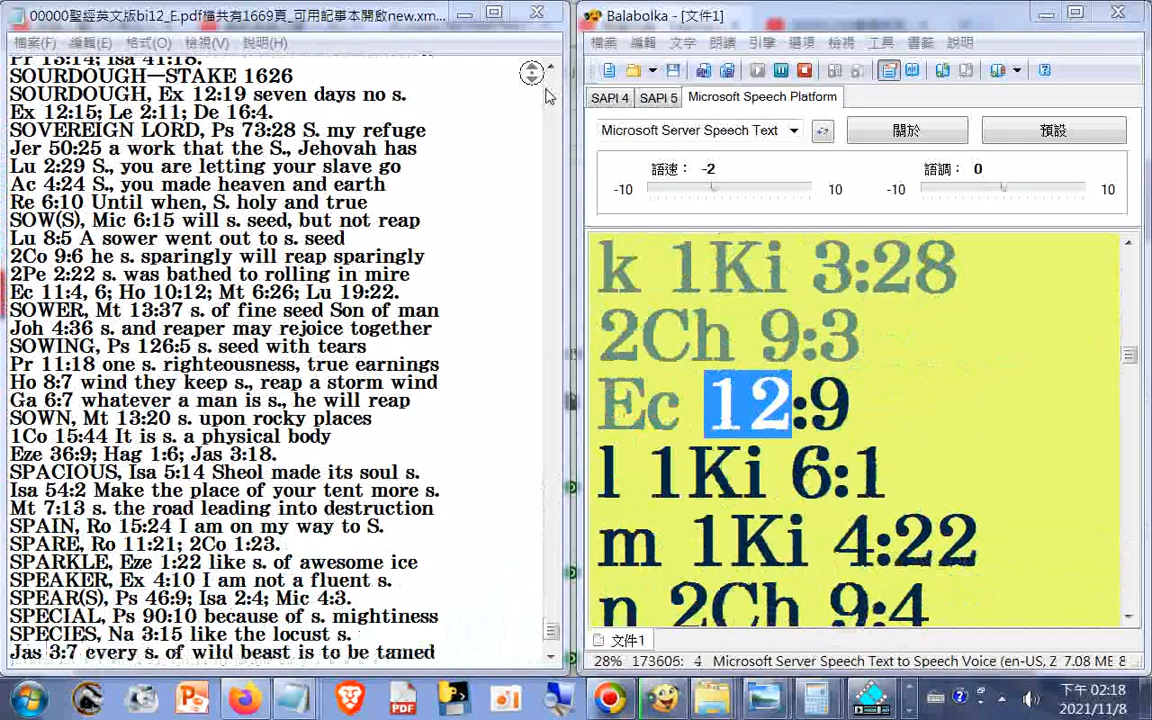 00000聖經英文版bi12_E.pdf檔共有1669頁_可用記事本開啟new.xm...
檔案(F) 編輯(E) 格式(O) 檢視(V) 說明(H)
Pr 15:14; Isa 41:18.
SOURDOUGH—STAKE 1626
SOURDOUGH, Ex 12:19 seven days no s.
Ex 12:15; Le 2:11; De 16:4.
SOVEREIGN LORD, Ps 73:28 S. my refuge
Jer 50:25 a work that the S., Jehovah has
Lu 2:29 S., you are letting your slave go
Ac 4:24 S., you made heaven and earth
Re 6:10 Until when, S. holy and true
SOW(S), Mic 6:15 will s. seed, but not reap
Lu 8:5 A sower went out to s. seed
2Co 9:6 he s. sparingly will reap sparingly
2Pe 2:22 s. was bathed to rolling in mire
Ec 11:4, 6; Ho 10:12; Mt 6:26; Lu 19:22.
SOWER, Mt 13:37 s. of fine seed Son of man
Joh 4:36 s. and reaper may rejoice together
SOWING, Ps 126:5 s. seed with tears
Pr 11:18 one s. righteousness, true earnings
Ho 8:7 wind they keep s., reap a storm wind
Ga 6:7 whatever a man is s., he will reap
SOWN, Mt 13:20 s. upon rocky places
1Co 15:44 It is s. a physical body
Eze 36:9; Hag 1:6; Jas 3:18.
SPACIOUS, Isa 5:14 Sheol made its soul s.
Isa 54:2 Make the place of your tent more s.
Mt 7:13 s. the road leading into destruction
SPAIN, Ro 15:24 I am on my way to S.
SPARE, Ro 11:21; 2Co 1:23.
SPARKLE, Eze 1:22 like s. of awesome ice
SPEAKER, Ex 4:10 I am not a fluent s.
SPEAR(S), Ps 46:9; Isa 2:4; Mic 4:3.
SPECIAL, Ps 90:10 because of s. mightiness
SPECIES, Na 3:15 like the locust s.
Jas 3:7 every s. of wild beast is to be tamed
Balabolka - [文件1]
檔案 編輯 文字 朗讀 引擎 選項 檢視 工具 書籤 說明
SAPI 4 SAPI 5 Microsoft Speech Platform
Microsoft Server Speech Text 關於 預設
語速： -2 語調： 0
-10 10 -10 10
k 1Ki 3:28
2Ch 9:3
Ec 12:9
l 1Ki 6:1
m 1Ki 4:22
n 2Ch 9:4
文件1
28% 173605: 4 Microsoft Server Speech Text to Speech Voice (en-US, Z 7.08 MB 8
下午 02:18
2021/11/8